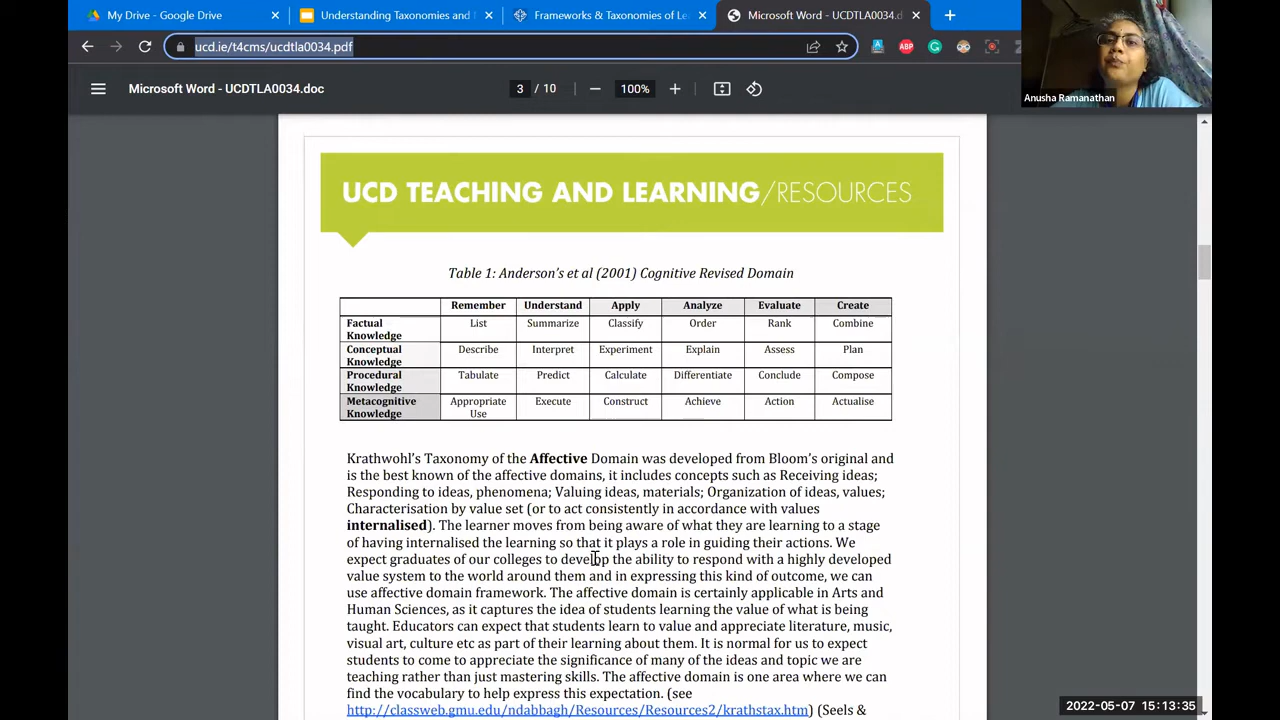 My Drive - Google Drive
Understanding Taxonomies and
Frameworks & Taxonomies of Le
Microsoft Word - UCDTLA0034.d
ucd.ie/t4cms/ucdtla0034.pdf
ABP
Anusha Ramanathan
Microsoft Word - UCDTLA0034.doc
3 / 10
100%
UCD TEACHING AND LEARNING/RESOURCES
Table 1: Anderson's et al (2001) Cognitive Revised Domain
Remember Understand Apply Analyze Evaluate Create
Factual Knowledge List Summarize Classify Order Rank Combine
Conceptual Knowledge Describe Interpret Experiment Explain Assess Plan
Procedural Knowledge Tabulate Predict Calculate Differentiate Conclude Compose
Metacognitive Knowledge Appropriate Use Execute Construct Achieve Action Actualise
Krathwohl's Taxonomy of the Affective Domain was developed from Bloom's original and
is the best known of the affective domains, it includes concepts such as Receiving ideas;
Responding to ideas, phenomena; Valuing ideas, materials; Organization of ideas, values;
Characterisation by value set (or to act consistently in accordance with values
internalised). The learner moves from being aware of what they are learning to a stage
of having internalised the learning so that it plays a role in guiding their actions. We
expect graduates of our colleges to develop the ability to respond with a highly developed
value system to the world around them and in expressing this kind of outcome, we can
use affective domain framework. The affective domain is certainly applicable in Arts and
Human Sciences, as it captures the idea of students learning the value of what is being
taught. Educators can expect that students learn to value and appreciate literature, music,
visual art, culture etc as part of their learning about them. It is normal for us to expect
students to come to appreciate the significance of many of the ideas and topic we are
teaching rather than just mastering skills. The affective domain is one area where we can
find the vocabulary to help express this expectation. (see
http://classweb.gmu.edu/ndabbagh/Resources/Resources2/krathstax.htm) (Seels &
2022-05-07 15:13:35